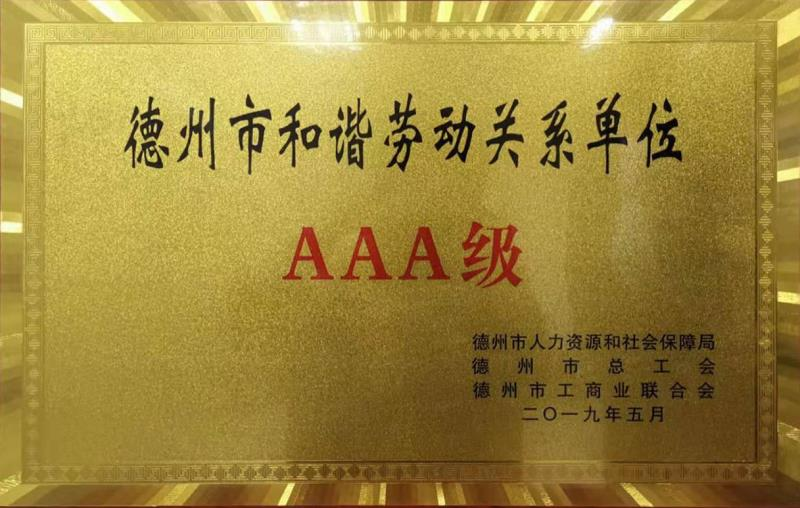 德州市和谐劳动关系单位
AAA级
德州市人力资源和社会保障局
德州市总工会
德州市工商业联合会
二〇一九年五月